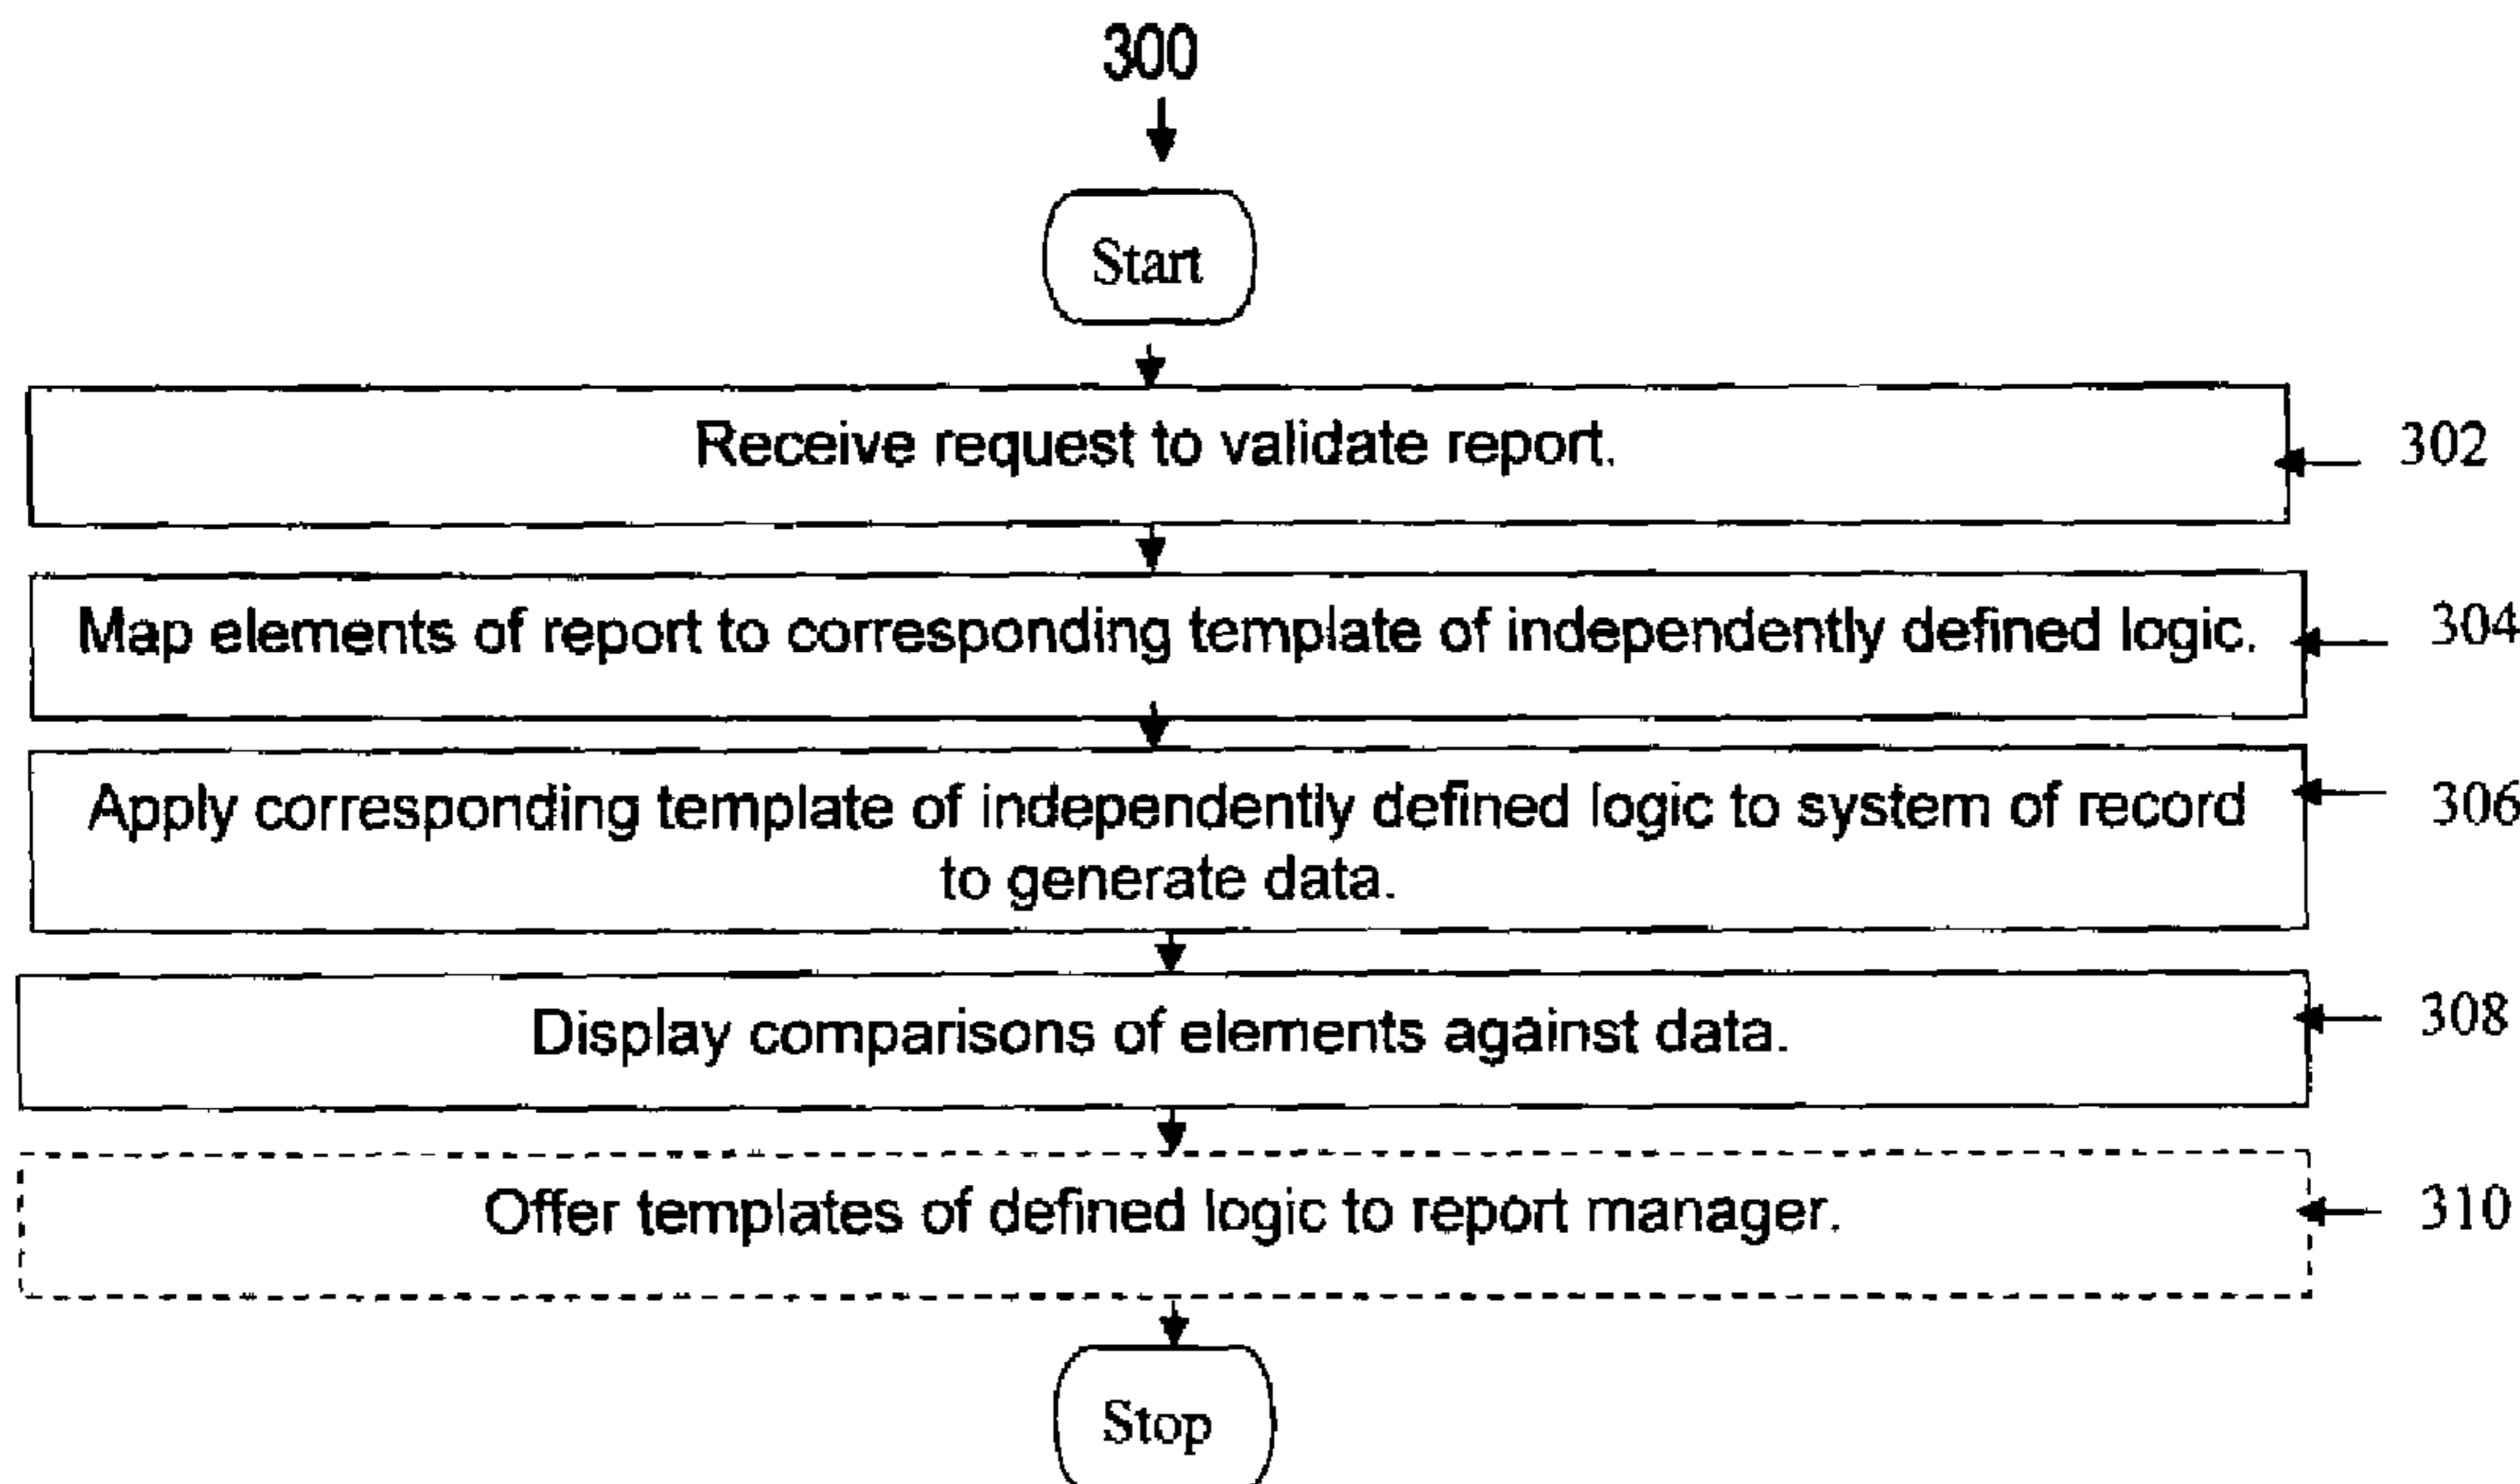 300
Start
Receive request to validate report.
302
Map elements of report to corresponding template of independently defined logic.
304
Apply corresponding template of independently defined logic to system of record
306
to generate data.
Display comparisons of elements against data.
308
Offer templates of defined logic to report manager.
310
Stop